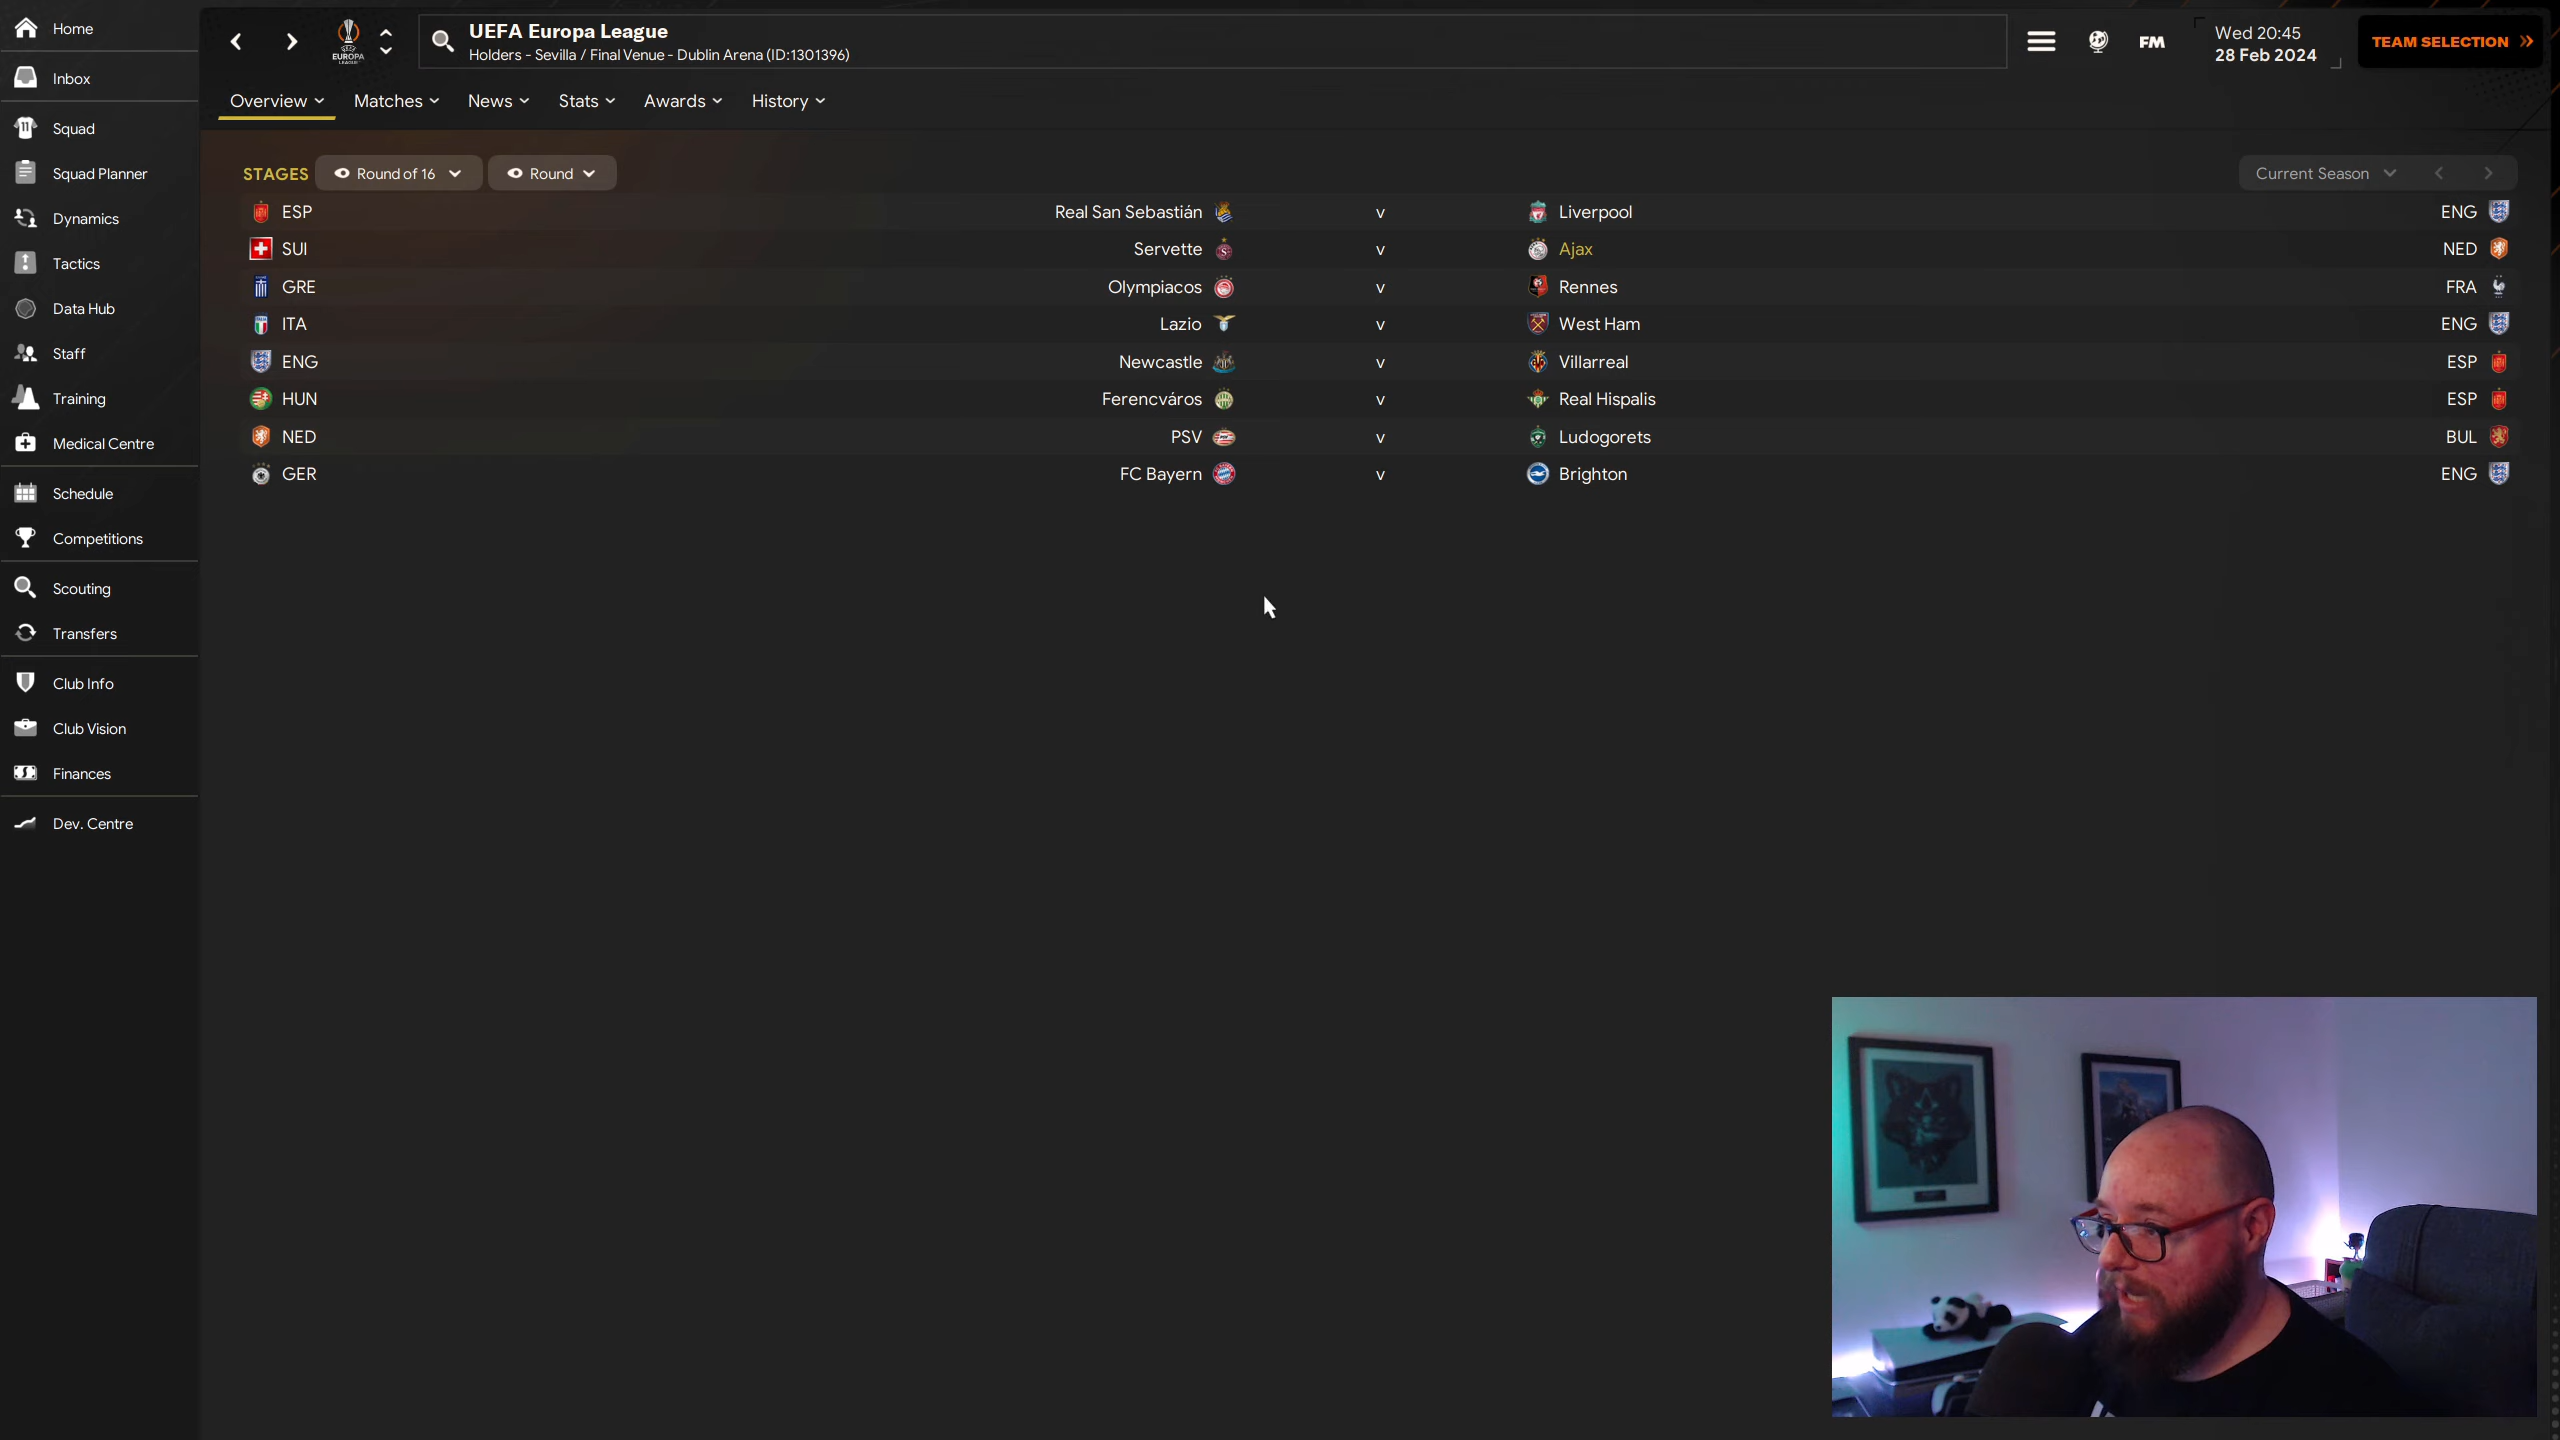 Home
Inbox
Squad
Squad Planner
Dynamics
Tactics
Data Hub
Staff
Training
Medical Centre
Schedule
Competitions
Scouting
Transfers
Club Info
Club Vision
Finances
Dev. Centre
EUROPA
LEAGUE
UEFA Europa League
Holders - Sevilla / Final Venue - Dublin Arena (ID:1301396)
FM
Wed 20:45
28 Feb 2024
TEAM SELECTION
Overview Matches News Stats Awards History
STAGES Round of 16 Round Current Season
ESP Real San Sebastián v Liverpool ENG
SUI Servette v Ajax NED
GRE Olympiacos v Rennes FRA
ITA Lazio v West Ham ENG
ENG Newcastle v Villarreal ESP
HUN Ferencváros v Real Hispalis ESP
NED PSV v Ludogorets BUL
GER FC Bayern v Brighton ENG